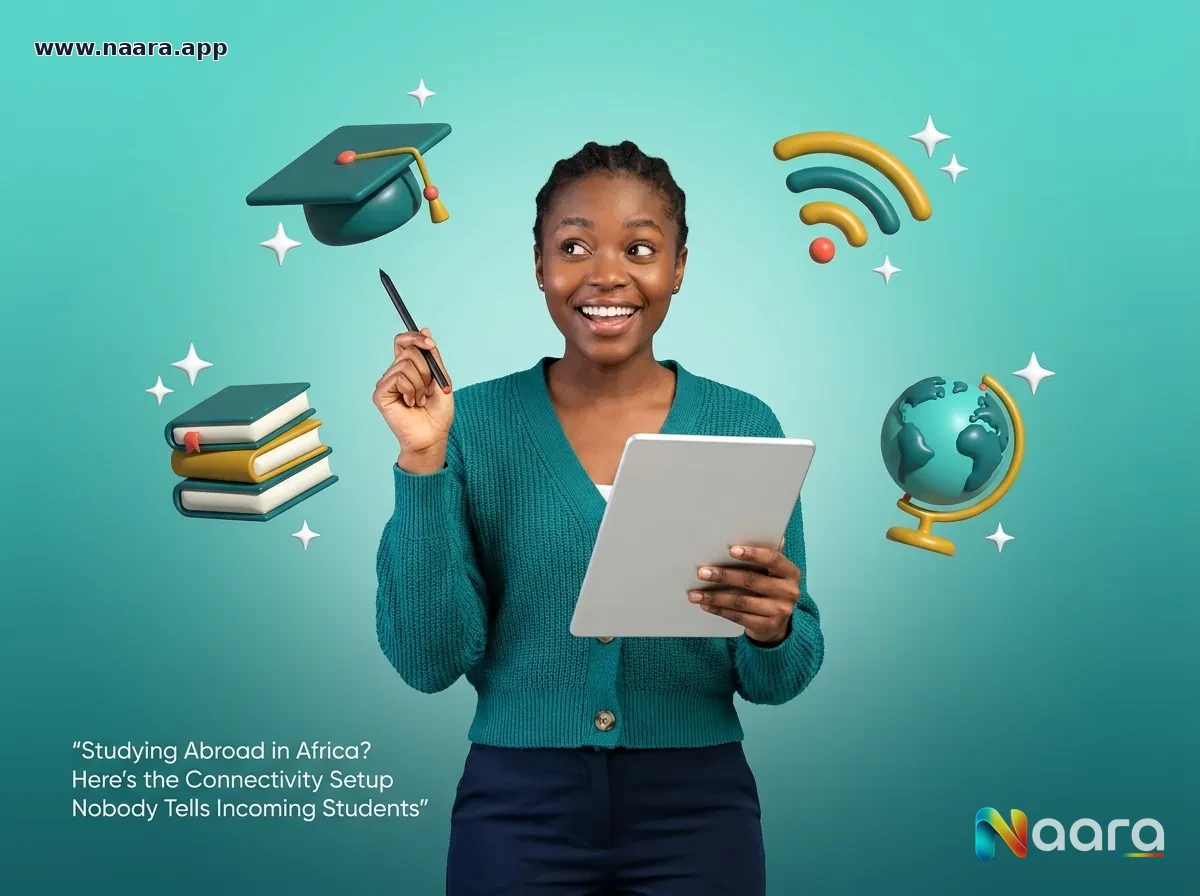 www.naara.app
“Studying Abroad in Africa?
Here’s the Connectivity Setup
Nobody Tells Incoming Students”
Naara